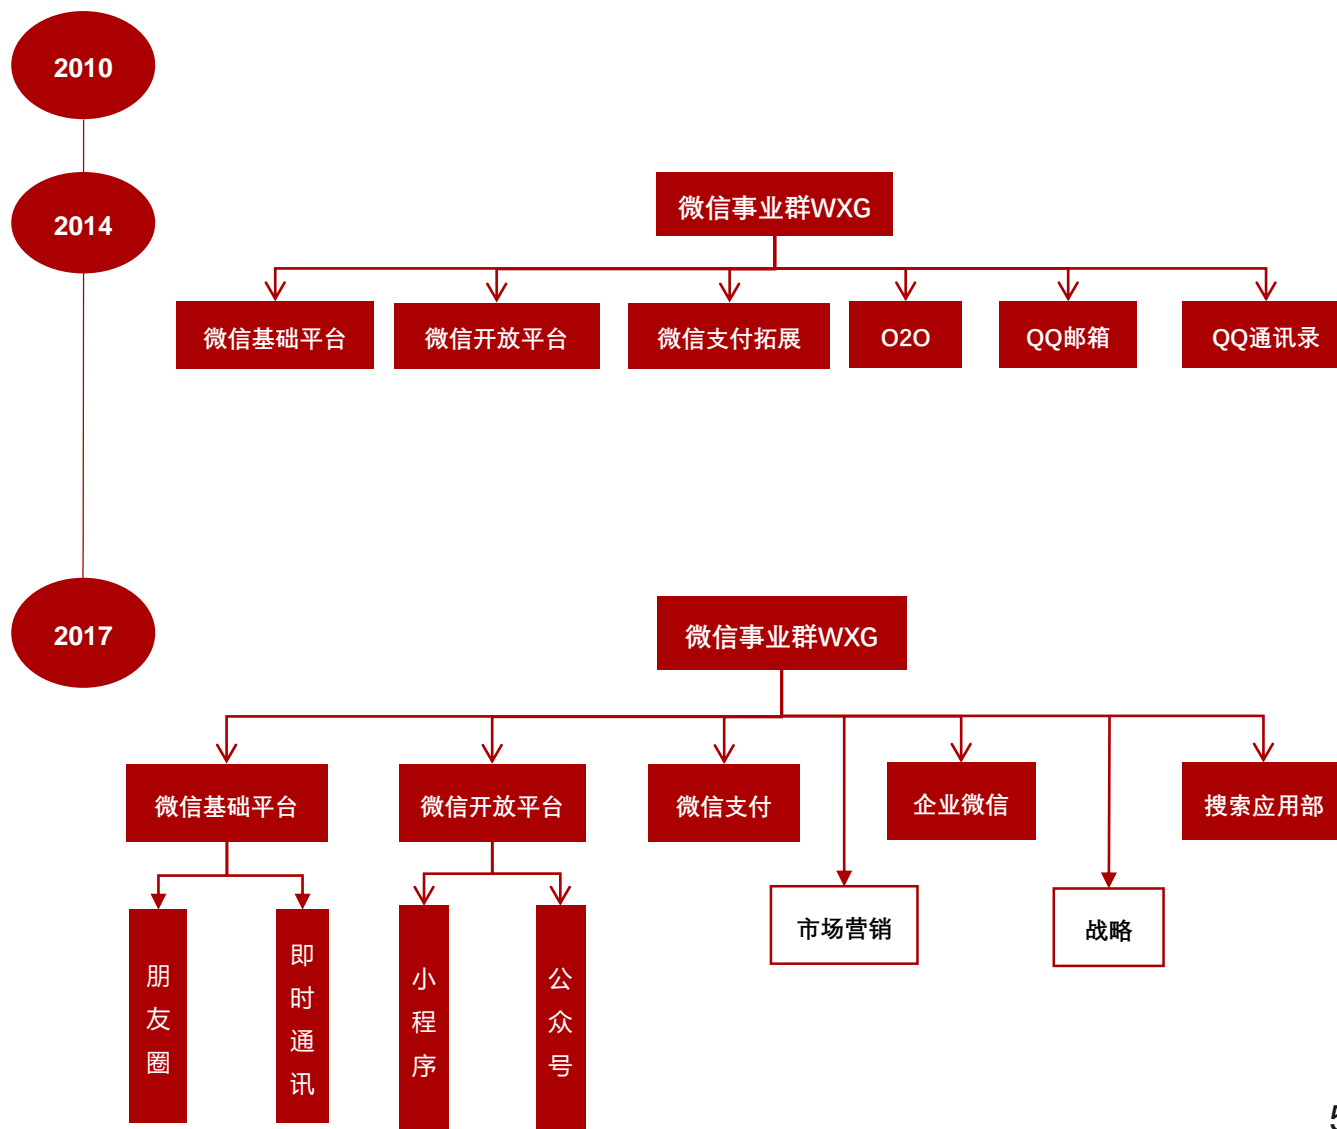 2010
2014
微信事业群WXG
微信基础平台
微信开放平台
微信支付拓展
O2O
QQ邮箱
QQ通讯录
2017
微信事业群WXG
微信基础平台
微信开放平台
微信支付
企业微信
搜索应用部
市场营销
战略
朋友圈
即时通讯
小程序
公众号